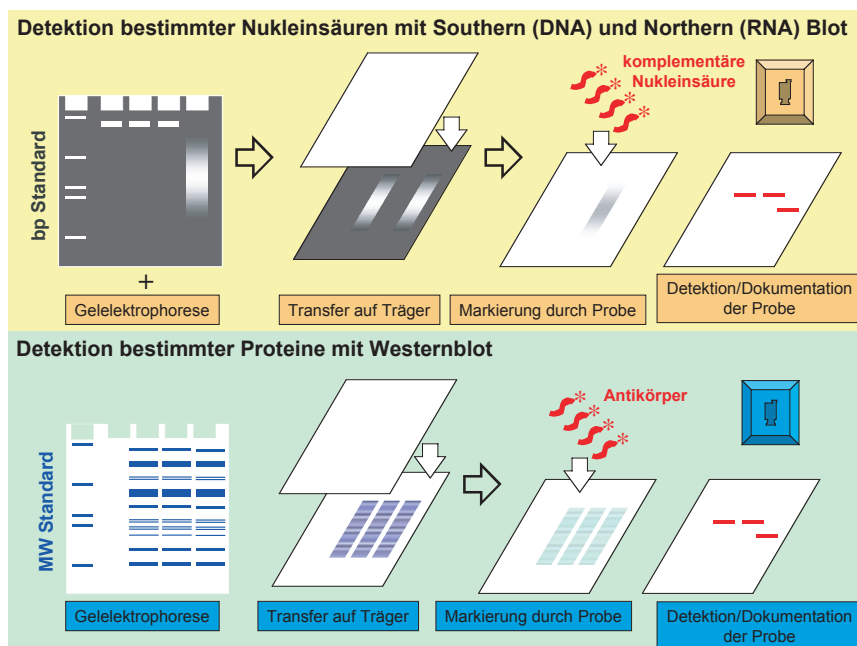 Detektion bestimmter Nukleinsäuren mit Southern (DNA) und Northern (RNA) Blot
komplementäre
Nukleinsäure
bp Standard
+
Gelelektrophorese
Transfer auf Träger
Markierung durch Probe
Detektion/Dokumentation
der Probe
Detektion bestimmter Proteine mit Westernblot
Antikörper
MW Standard
Gelelektrophorese
Transfer auf Träger
Markierung durch Probe
Detektion/Dokumentation
der Probe